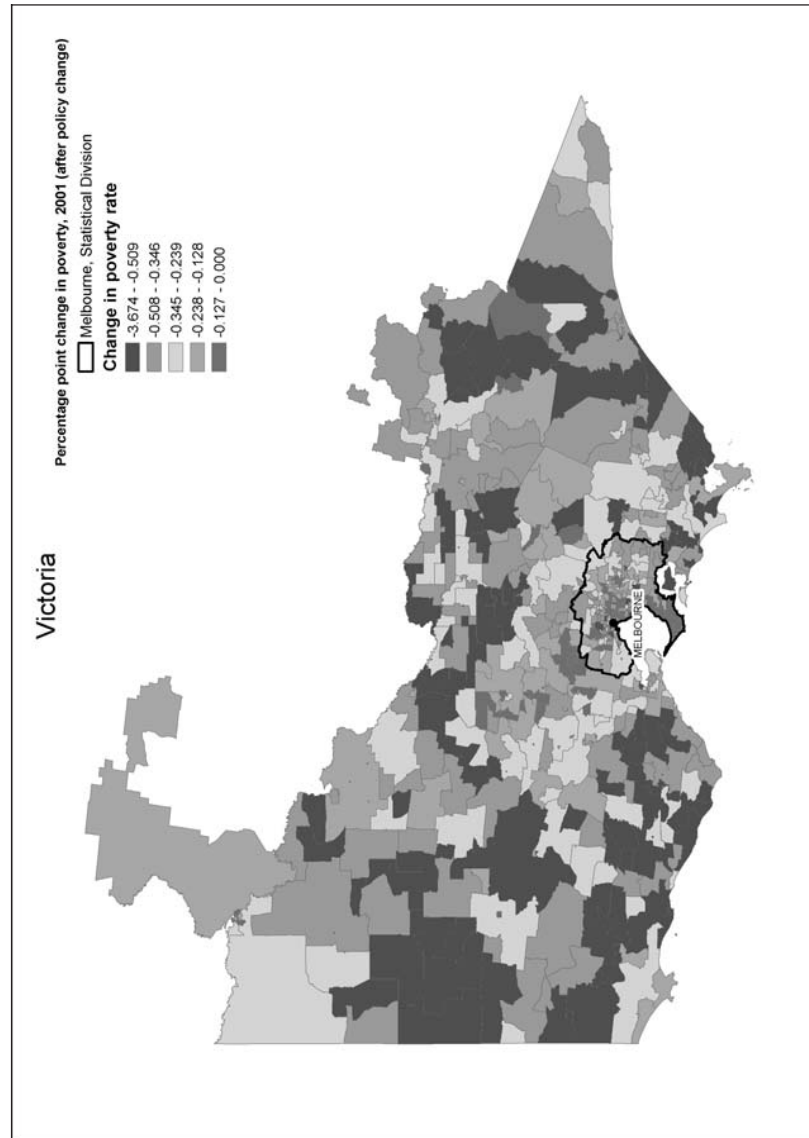 Victoria
Percentage point change in poverty, 2001 (after policy change)
Melbourne, Statistical Division
Change in poverty rate
-3.674 - -0.509
-0.508 - -0.346
-0.345 - -0.239
-0.238 - -0.128
-0.127 - 0.000
MELBOURNE